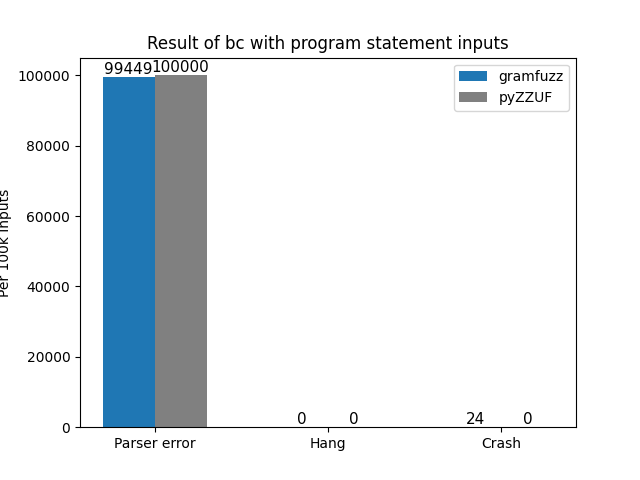 Result of bc with program statement inputs
Per 100k inputs
100000
80000
60000
40000
20000
0
99449
100000
0
0
24
0
gramfuzz
pyZZUF
Parser error
Hang
Crash